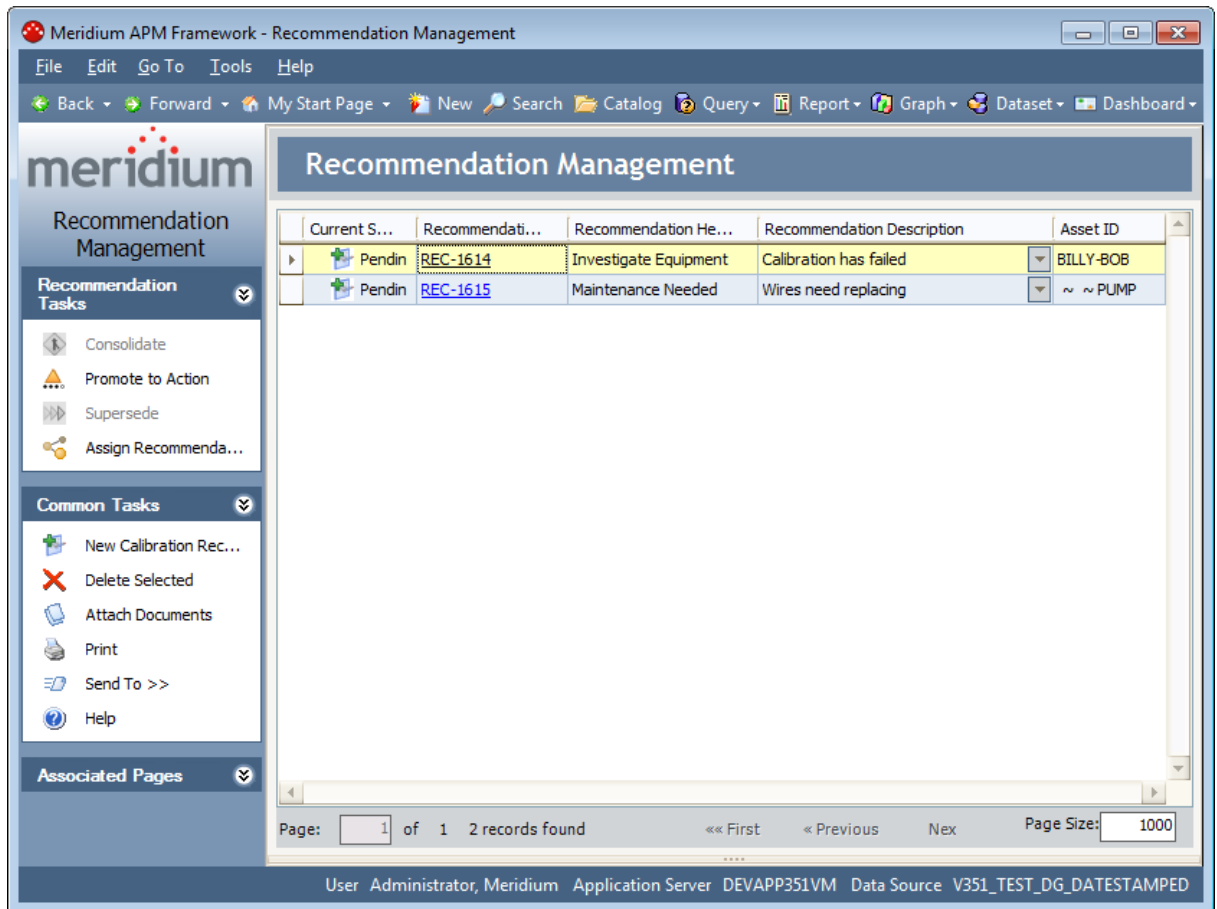 Meridium APM Framework - Recommendation Management
File Edit Go To Tools Help
Back Forward My Start Page New Search Catalog Query Report Graph Dataset Dashboard
meridium
Recommendation
Management
Recommendation
Tasks
Consolidate
Promote to Action
Supersede
Assign Recommenda...
Common Tasks
New Calibration Rec...
Delete Selected
Attach Documents
Print
Send To >>
Help
Associated Pages
Recommendation Management
Current S... Recommendati... Recommendation He... Recommendation Description Asset ID
Pendin REC-1614 Investigate Equipment Calibration has failed BILLY-BOB
Pendin REC-1615 Maintenance Needed Wires need replacing ~ ~ PUMP
Page: 1 of 1 2 records found «« First « Previous Nex Page Size: 1000
User Administrator, Meridium Application Server DEVAPP351VM Data Source V351_TEST_DG_DATESTAMPED